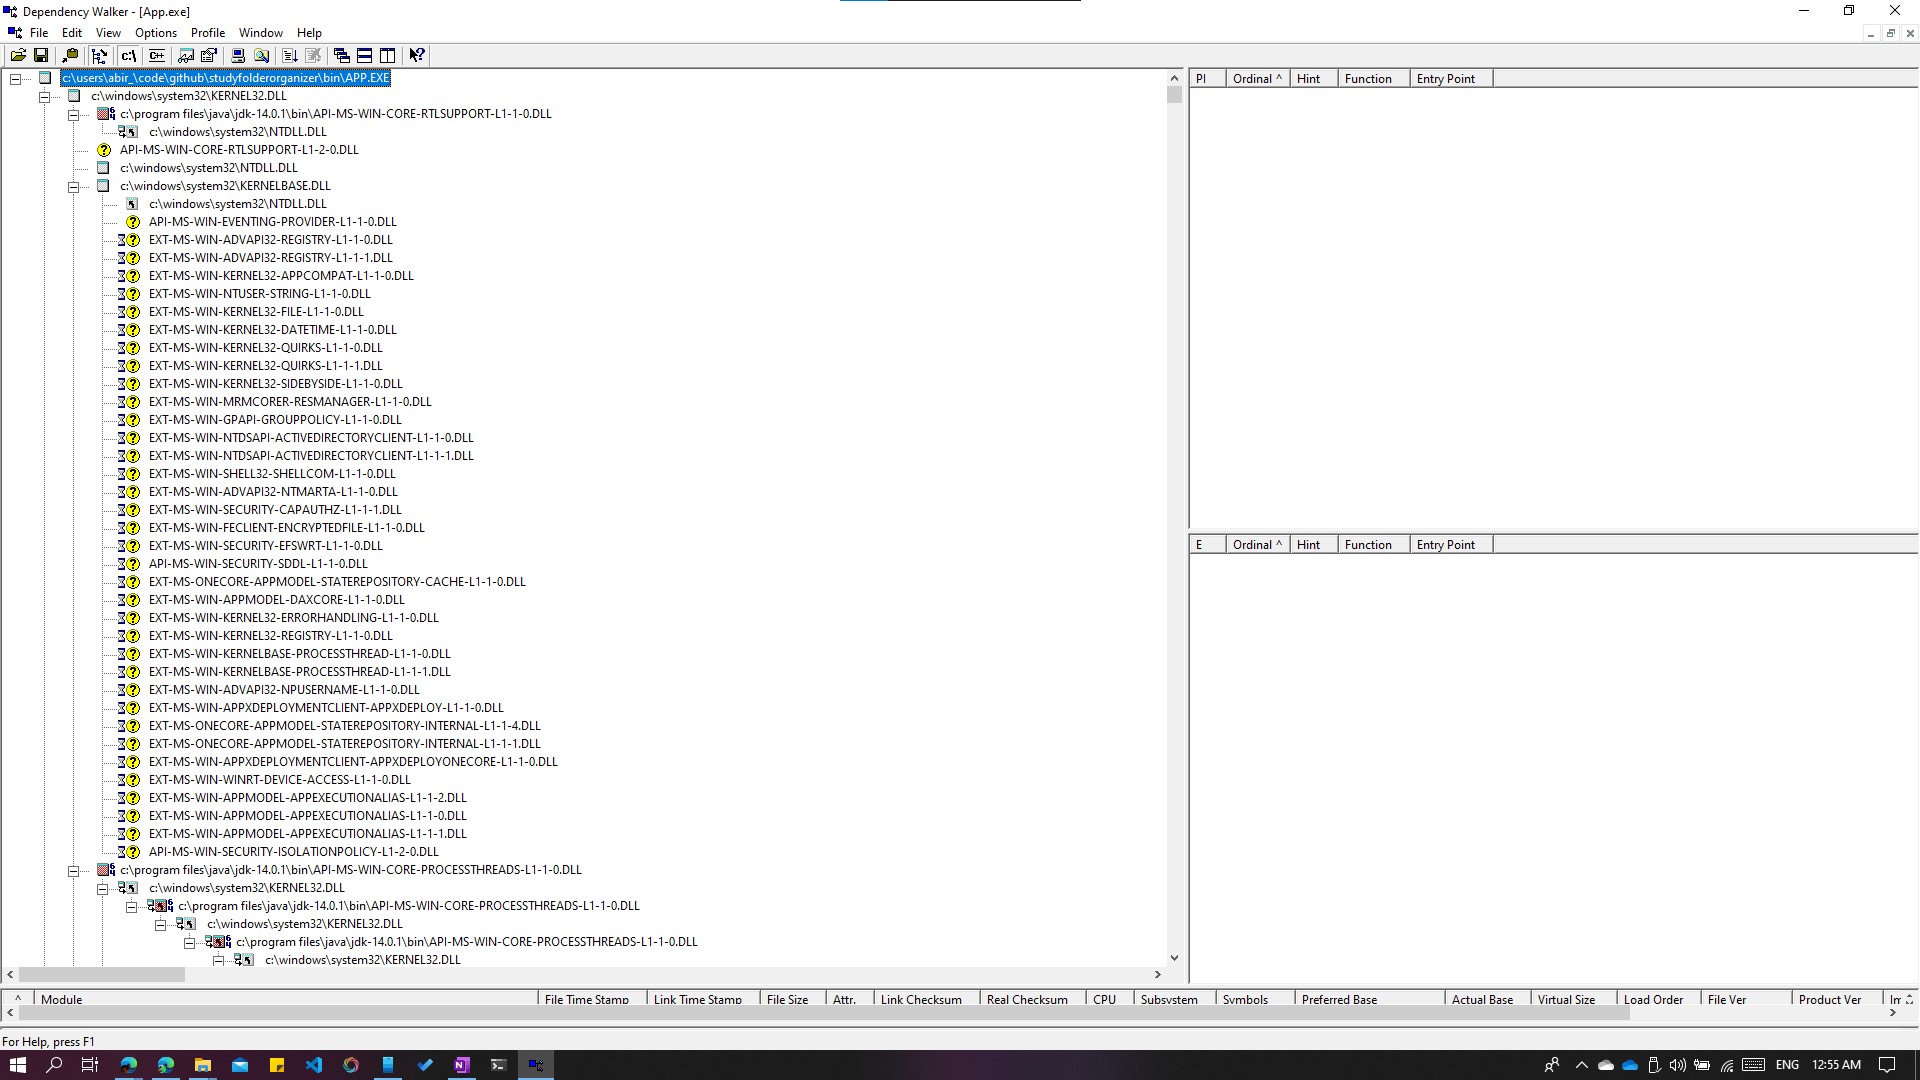 Dependency Walker - [App.exe]
File Edit View Options Profile Window Help
c:\ C++
c:\users\abir_\code\github\studyfolderorganizer\bin\APP.EXE
c:\windows\system32\KERNEL32.DLL
c:\program files\java\jdk-14.0.1\bin\API-MS-WIN-CORE-RTLSUPPORT-L1-1-0.DLL
c:\windows\system32\NTDLL.DLL
API-MS-WIN-CORE-RTLSUPPORT-L1-2-0.DLL
c:\windows\system32\NTDLL.DLL
c:\windows\system32\KERNELBASE.DLL
c:\windows\system32\NTDLL.DLL
API-MS-WIN-EVENTING-PROVIDER-L1-1-0.DLL
EXT-MS-WIN-ADVAPI32-REGISTRY-L1-1-0.DLL
EXT-MS-WIN-ADVAPI32-REGISTRY-L1-1-1.DLL
EXT-MS-WIN-KERNEL32-APPCOMPAT-L1-1-0.DLL
EXT-MS-WIN-NTUSER-STRING-L1-1-0.DLL
EXT-MS-WIN-KERNEL32-FILE-L1-1-0.DLL
EXT-MS-WIN-KERNEL32-DATETIME-L1-1-0.DLL
EXT-MS-WIN-KERNEL32-QUIRKS-L1-1-0.DLL
EXT-MS-WIN-KERNEL32-QUIRKS-L1-1-1.DLL
EXT-MS-WIN-KERNEL32-SIDEBYSIDE-L1-1-0.DLL
EXT-MS-WIN-MRMCORER-RESMANAGER-L1-1-0.DLL
EXT-MS-WIN-GPAPI-GROUPPOLICY-L1-1-0.DLL
EXT-MS-WIN-NTDSAPI-ACTIVEDIRECTORYCLIENT-L1-1-0.DLL
EXT-MS-WIN-NTDSAPI-ACTIVEDIRECTORYCLIENT-L1-1-1.DLL
EXT-MS-WIN-SHELL32-SHELLCOM-L1-1-0.DLL
EXT-MS-WIN-ADVAPI32-NTMARTA-L1-1-0.DLL
EXT-MS-WIN-SECURITY-CAPAUTHZ-L1-1-1.DLL
EXT-MS-WIN-FECLIENT-ENCRYPTEDFILE-L1-1-0.DLL
EXT-MS-WIN-SECURITY-EFSWRT-L1-1-0.DLL
API-MS-WIN-SECURITY-SDDL-L1-1-0.DLL
EXT-MS-ONECORE-APPMODEL-STATEREPOSITORY-CACHE-L1-1-0.DLL
EXT-MS-WIN-APPMODEL-DAXCORE-L1-1-0.DLL
EXT-MS-WIN-KERNEL32-ERRORHANDLING-L1-1-0.DLL
EXT-MS-WIN-KERNEL32-REGISTRY-L1-1-0.DLL
EXT-MS-WIN-KERNELBASE-PROCESSTHREAD-L1-1-0.DLL
EXT-MS-WIN-KERNELBASE-PROCESSTHREAD-L1-1-1.DLL
EXT-MS-WIN-ADVAPI32-NPUSERNAME-L1-1-0.DLL
EXT-MS-WIN-APPXDEPLOYMENTCLIENT-APPXDEPLOY-L1-1-0.DLL
EXT-MS-ONECORE-APPMODEL-STATEREPOSITORY-INTERNAL-L1-1-4.DLL
EXT-MS-ONECORE-APPMODEL-STATEREPOSITORY-INTERNAL-L1-1-1.DLL
EXT-MS-WIN-APPXDEPLOYMENTCLIENT-APPXDEPLOYONECORE-L1-1-0.DLL
EXT-MS-WIN-WINRT-DEVICE-ACCESS-L1-1-0.DLL
EXT-MS-WIN-APPMODEL-APPEXECUTIONALIAS-L1-1-2.DLL
EXT-MS-WIN-APPMODEL-APPEXECUTIONALIAS-L1-1-0.DLL
EXT-MS-WIN-APPMODEL-APPEXECUTIONALIAS-L1-1-1.DLL
API-MS-WIN-SECURITY-ISOLATIONPOLICY-L1-2-0.DLL
c:\program files\java\jdk-14.0.1\bin\API-MS-WIN-CORE-PROCESSTHREADS-L1-1-0.DLL
c:\windows\system32\KERNEL32.DLL
c:\program files\java\jdk-14.0.1\bin\API-MS-WIN-CORE-PROCESSTHREADS-L1-1-0.DLL
c:\windows\system32\KERNEL32.DLL
c:\program files\java\jdk-14.0.1\bin\API-MS-WIN-CORE-PROCESSTHREADS-L1-1-0.DLL
c:\windows\system32\KERNEL32.DLL
PI Ordinal ^ Hint Function Entry Point
E Ordinal ^ Hint Function Entry Point
^ Module File Time Stamp Link Time Stamp File Size Attr. Link Checksum Real Checksum CPU Subsystem Symbols Preferred Base Actual Base Virtual Size Load Order File Ver Product Ver Im
For Help, press F1
ENG 12:55 AM